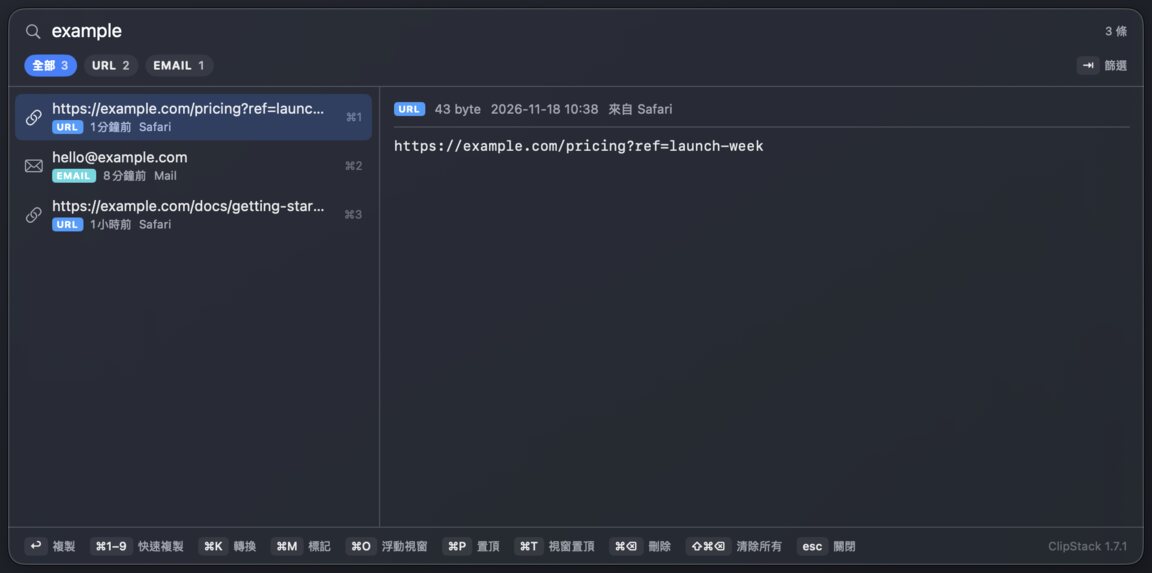 example
3 條
全部 3 URL 2 EMAIL 1
⇥ 篩選
https://example.com/pricing?ref=launc...
⌘1
URL 1分鐘前 Safari
hello@example.com
⌘2
EMAIL 8分鐘前 Mail
https://example.com/docs/getting-star...
⌘3
URL 1小時前 Safari
URL 43 byte 2026-11-18 10:38 來自 Safari
https://example.com/pricing?ref=launch-week
↩ 複製 ⌘1–9 快速複製 ⌘K 轉換 ⌘M 標記 ⌘O 浮動視窗 ⌘P 置頂 ⌘T 視窗置頂 ⌘⌫ 刪除 ⇧⌘⌫ 清除所有 esc 關閉
ClipStack 1.7.1